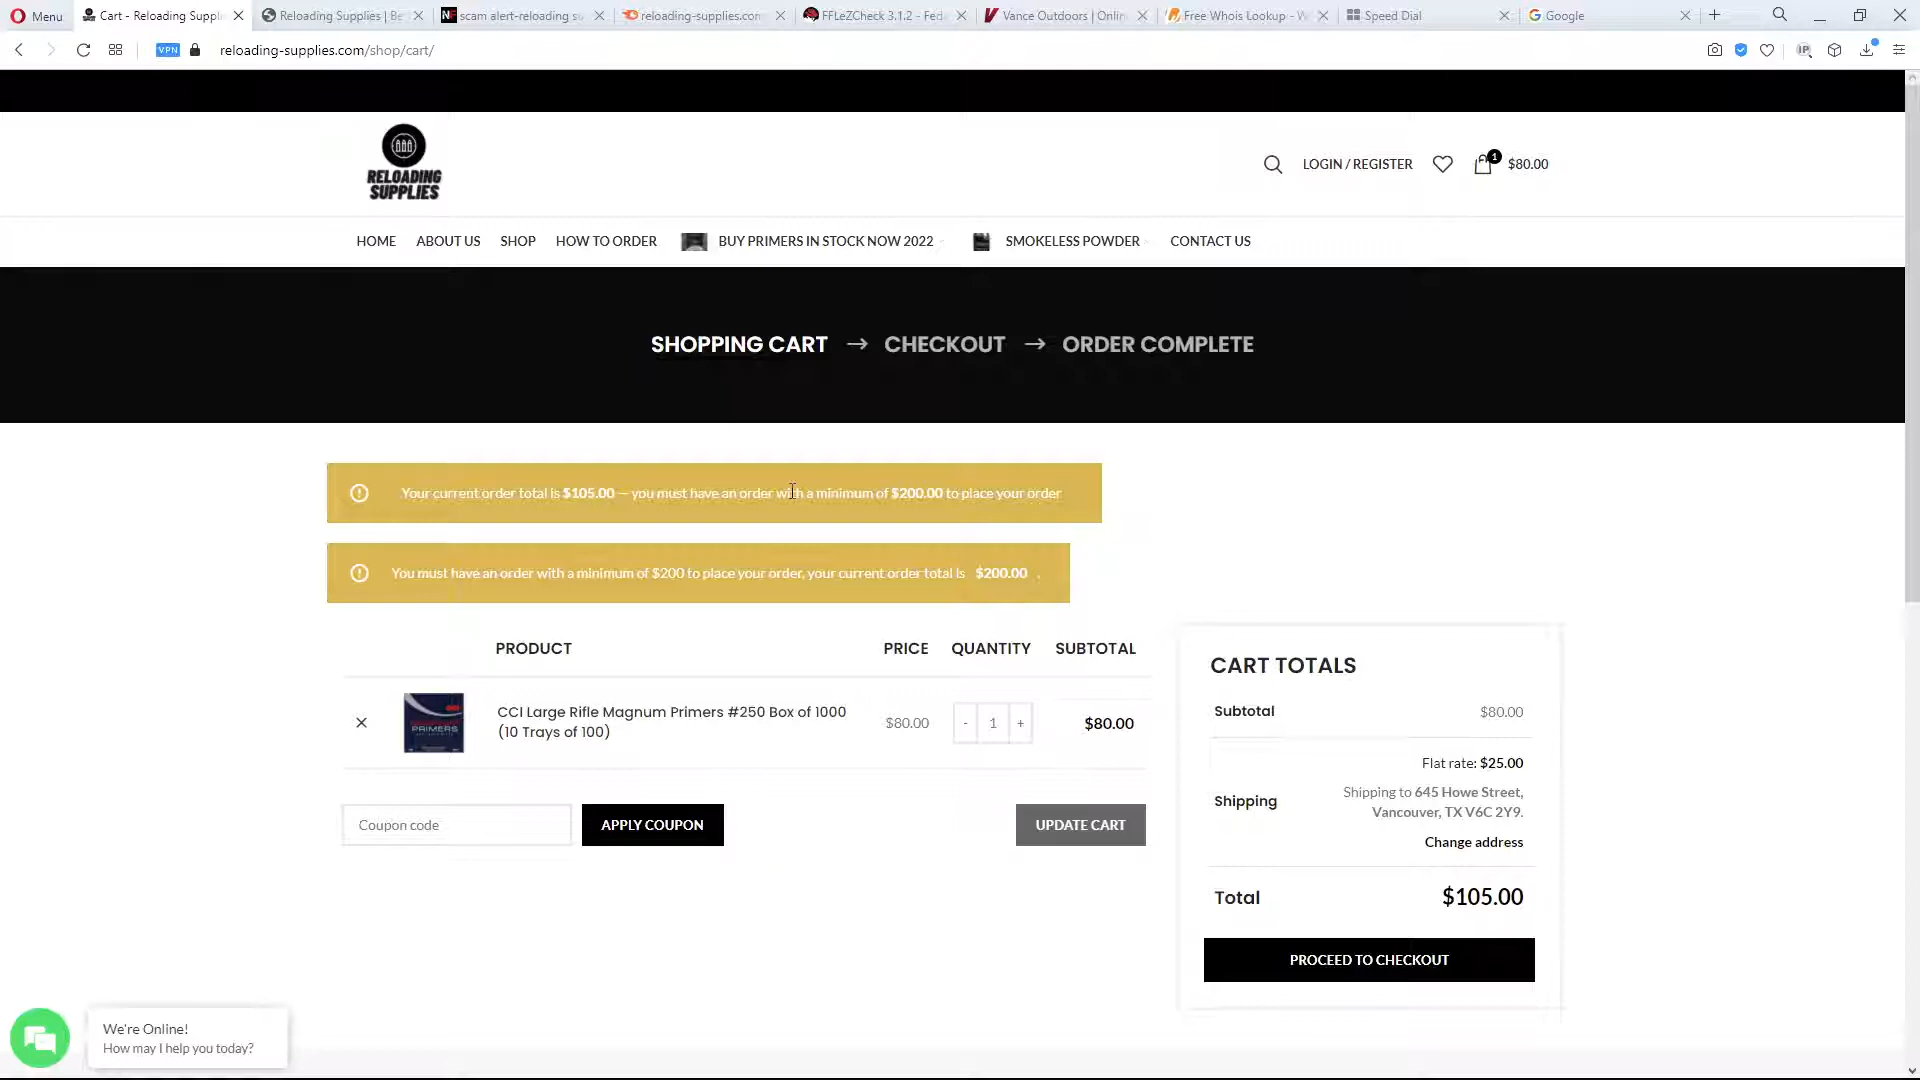 Menu
Cart - Reloading Suppli
Reloading Supplies | Be
NF scam alert-reloading su
reloading-supplies.com
FFLeZCheck 3.1.2 - Fede
Vance Outdoors | Onlin
Free Whois Lookup - W
Speed Dial
Google
VPN
reloading-supplies.com/shop/cart/
IP
RELOADING
SUPPLIES
LOGIN / REGISTER
1
$80.00
HOME
ABOUT US
SHOP
HOW TO ORDER
BUY PRIMERS IN STOCK NOW 2022
SMOKELESS POWDER
CONTACT US
SHOPPING CART → CHECKOUT → ORDER COMPLETE
Your current order total is $105.00 — you must have an order with a minimum of $200.00 to place your order
You must have an order with a minimum of $200 to place your order, your current order total is $200.00 .
PRODUCT PRICE QUANTITY SUBTOTAL
PRIMERS
CCI Large Rifle Magnum Primers #250 Box of 1000
(10 Trays of 100)
$80.00
- 1 +
$80.00
Coupon code
APPLY COUPON
UPDATE CART
CART TOTALS
Subtotal $80.00
Shipping
Flat rate: $25.00
Shipping to 645 Howe Street,
Vancouver, TX V6C 2Y9.
Change address
Total $105.00
PROCEED TO CHECKOUT
We're Online!
How may I help you today?